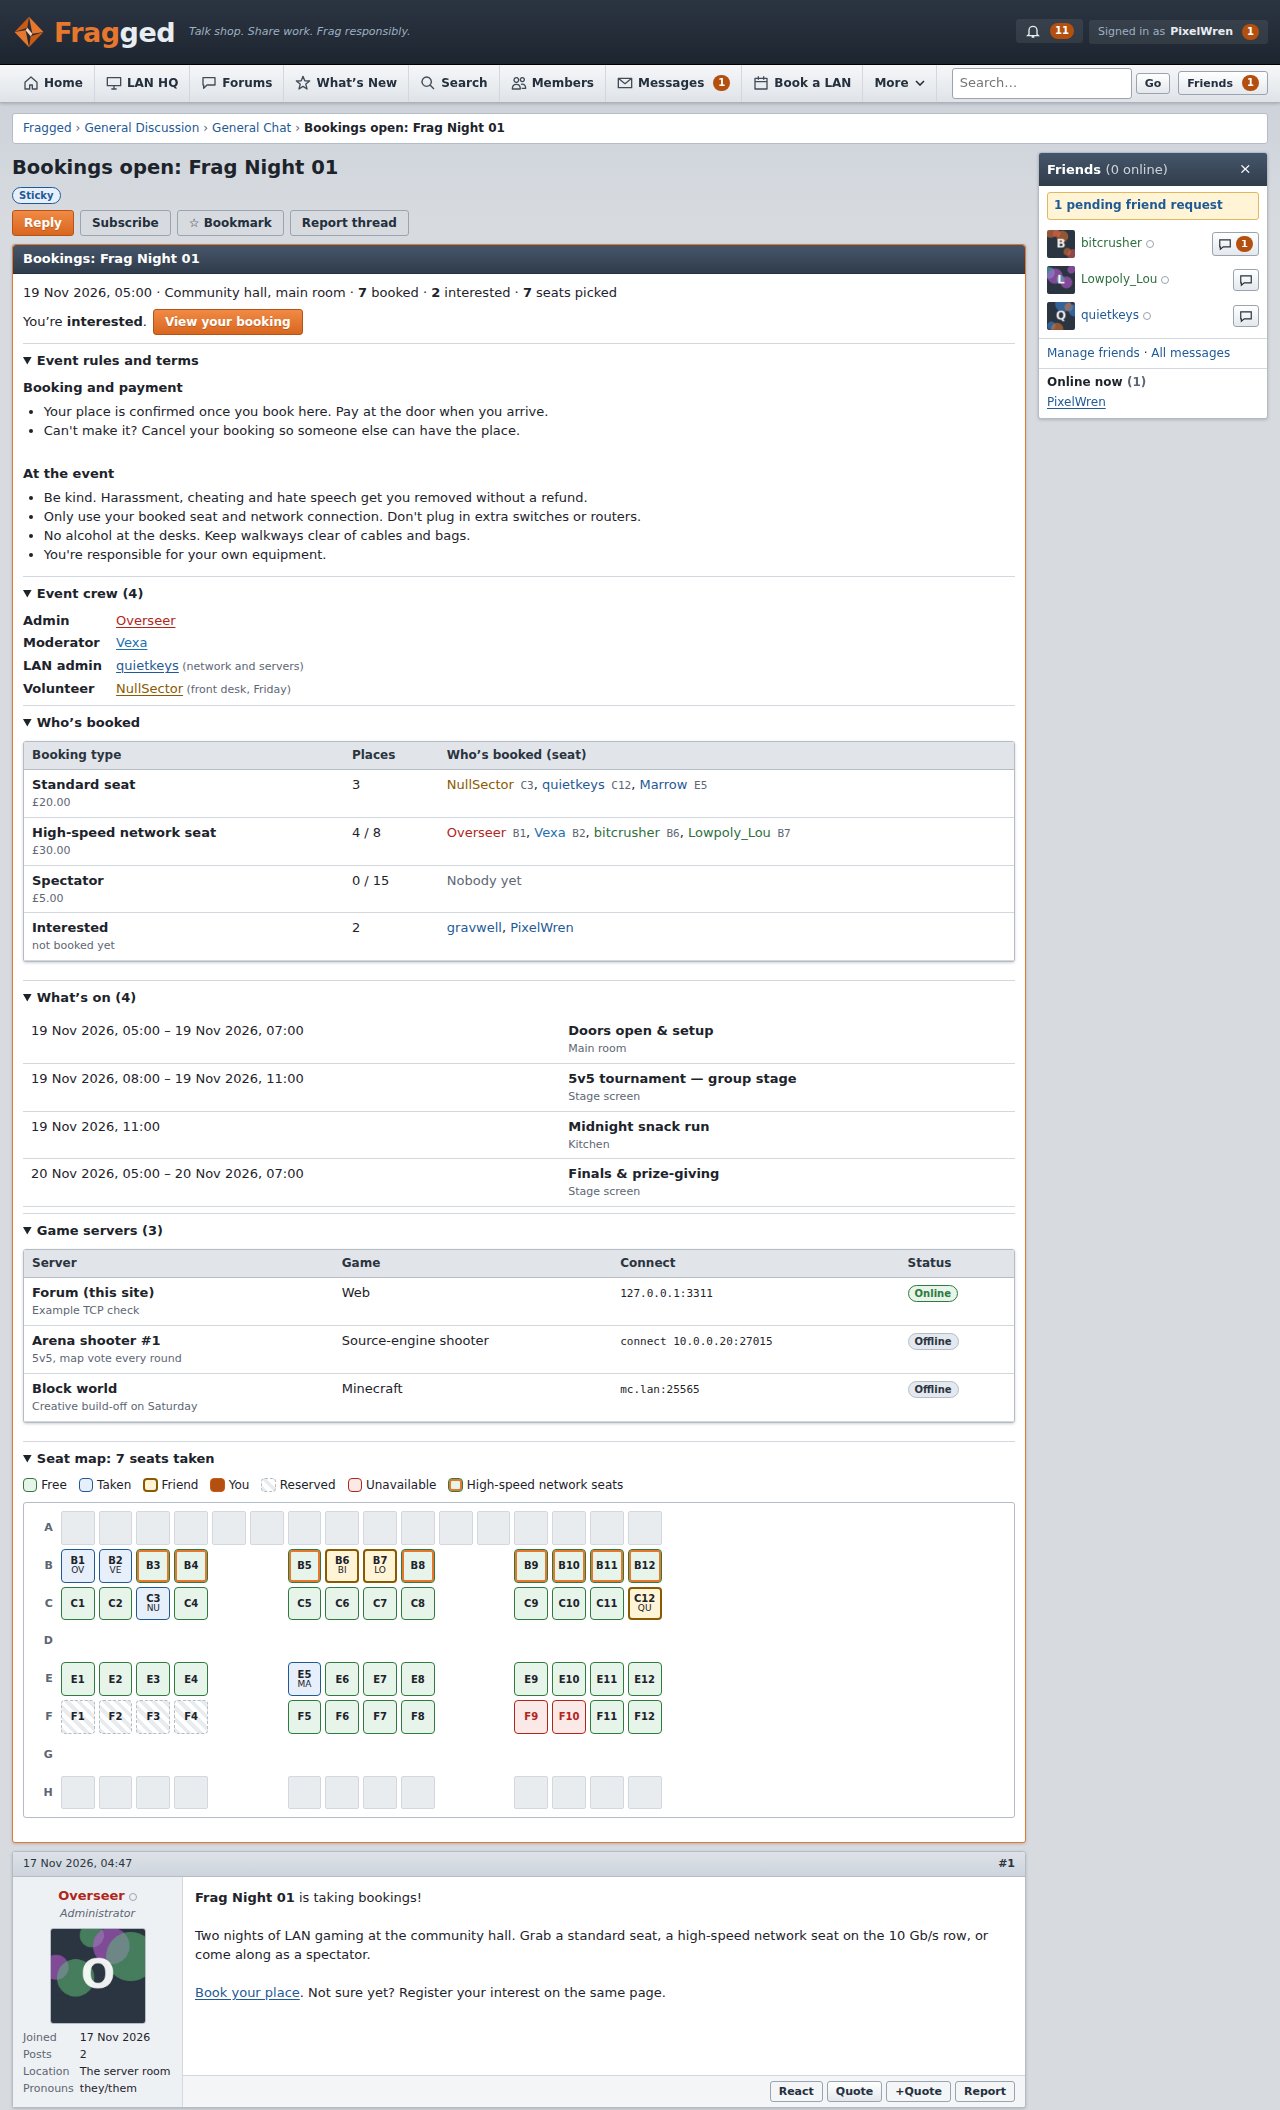 Fragged Talk shop. Share work. Frag responsibly. 11 Signed in as PixelWren 1
Home LAN HQ Forums What’s New Search Members Messages 1 Book a LAN More Search… Go Friends 1
Fragged › General Discussion › General Chat › Bookings open: Frag Night 01
Bookings open: Frag Night 01
Sticky
Reply Subscribe ☆ Bookmark Report thread
Bookings: Frag Night 01
19 Nov 2026, 05:00 · Community hall, main room · 7 booked · 2 interested · 7 seats picked
You’re interested. View your booking
Event rules and terms
Booking and payment
Your place is confirmed once you book here. Pay at the door when you arrive.
Can't make it? Cancel your booking so someone else can have the place.
At the event
Be kind. Harassment, cheating and hate speech get you removed without a refund.
Only use your booked seat and network connection. Don't plug in extra switches or routers.
No alcohol at the desks. Keep walkways clear of cables and bags.
You're responsible for your own equipment.
Event crew (4)
Admin Overseer
Moderator Vexa
LAN admin quietkeys (network and servers)
Volunteer NullSector (front desk, Friday)
Who’s booked
Booking type Places Who’s booked (seat)
Standard seat 3 NullSector C3, quietkeys C12, Marrow E5
£20.00
High-speed network seat 4 / 8 Overseer B1, Vexa B2, bitcrusher B6, Lowpoly_Lou B7
£30.00
Spectator 0 / 15 Nobody yet
£5.00
Interested 2 gravwell, PixelWren
not booked yet
What’s on (4)
19 Nov 2026, 05:00 – 19 Nov 2026, 07:00 Doors open & setup
Main room
19 Nov 2026, 08:00 – 19 Nov 2026, 11:00 5v5 tournament — group stage
Stage screen
19 Nov 2026, 11:00 Midnight snack run
Kitchen
20 Nov 2026, 05:00 – 20 Nov 2026, 07:00 Finals & prize-giving
Stage screen
Game servers (3)
Server Game Connect Status
Forum (this site) Web 127.0.0.1:3311 Online
Example TCP check
Arena shooter #1 Source-engine shooter connect 10.0.0.20:27015 Offline
5v5, map vote every round
Block world Minecraft mc.lan:25565 Offline
Creative build-off on Saturday
Seat map: 7 seats taken
Free Taken Friend You Reserved Unavailable High-speed network seats
A
B B1 B2 B3 B4 B5 B6 B7 B8 B9 B10 B11 B12
OV VE BI LO
C C1 C2 C3 C4 C5 C6 C7 C8 C9 C10 C11 C12
NU QU
D
E E1 E2 E3 E4 E5 E6 E7 E8 E9 E10 E11 E12
MA
F F1 F2 F3 F4 F5 F6 F7 F8 F9 F10 F11 F12
G
H
17 Nov 2026, 04:47 #1
Overseer
Administrator
O
Joined 17 Nov 2026
Posts 2
Location The server room
Pronouns they/them
Frag Night 01 is taking bookings!
Two nights of LAN gaming at the community hall. Grab a standard seat, a high-speed network seat on the 10 Gb/s row, or
come along as a spectator.
Book your place. Not sure yet? Register your interest on the same page.
React Quote +Quote Report
Friends (0 online) ×
1 pending friend request
B bitcrusher 1
L Lowpoly_Lou
Q quietkeys
Manage friends · All messages
Online now (1)
PixelWren